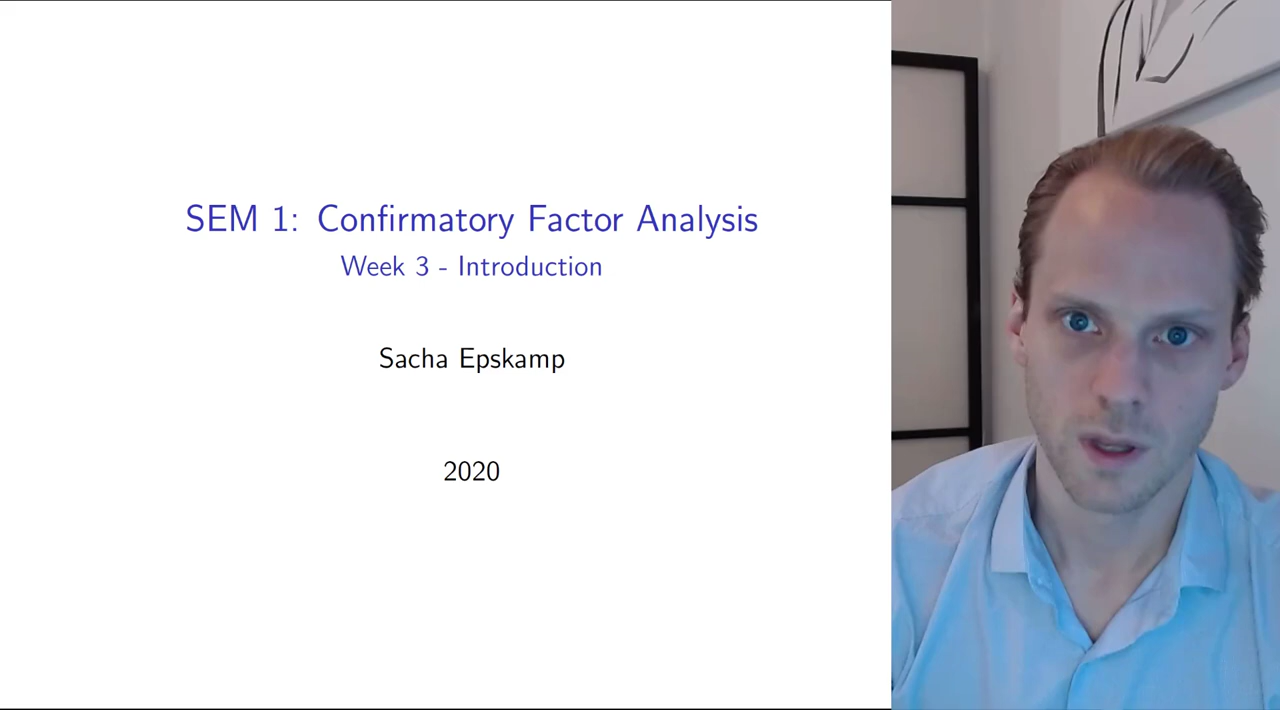 SEM 1: Confirmatory Factor Analysis
Week 3 - Introduction
Sacha Epskamp
2020